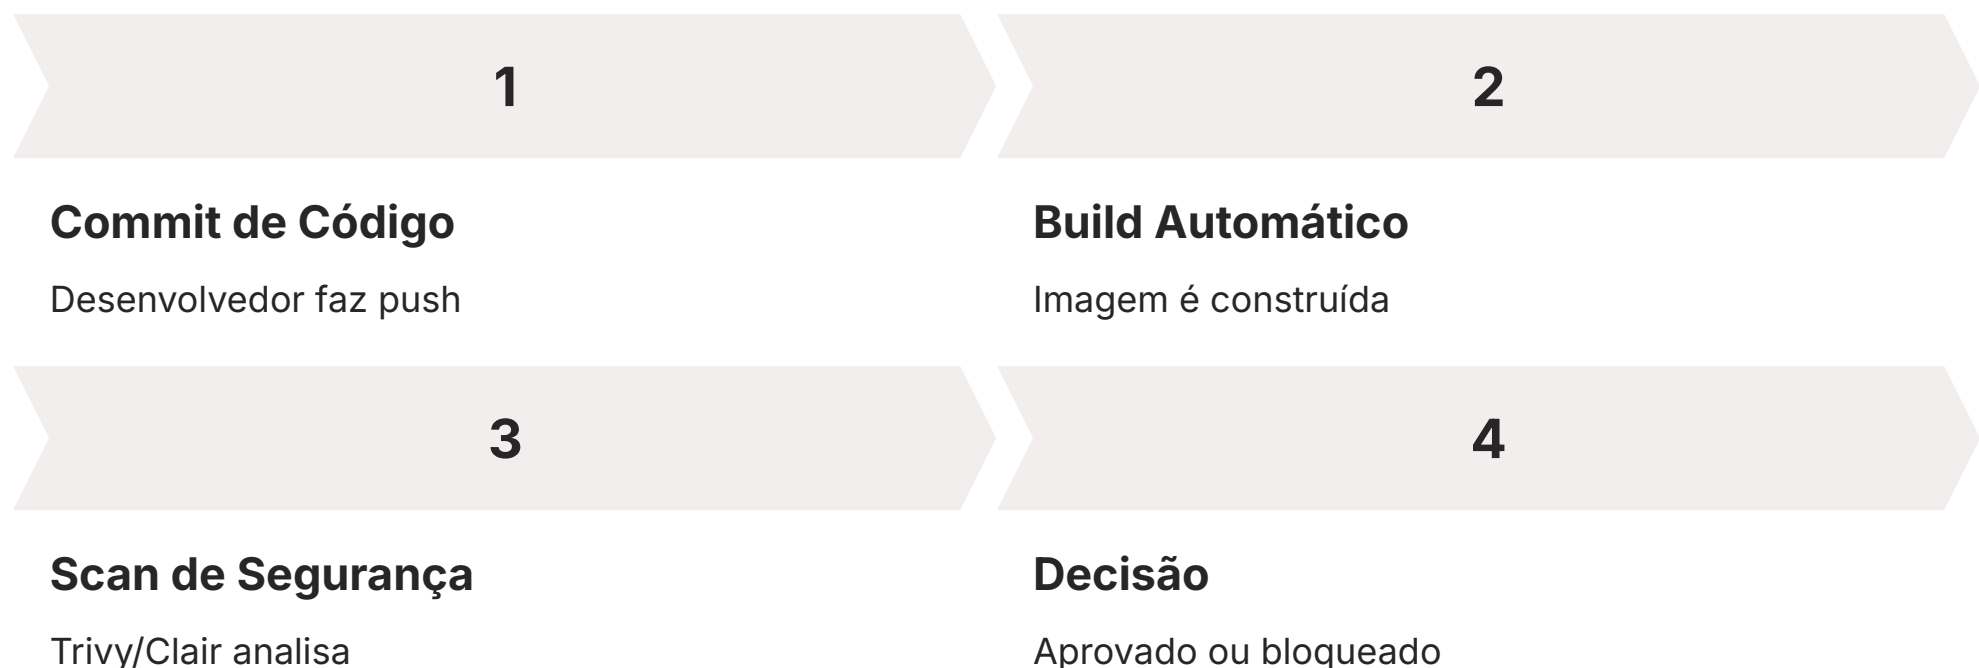 1
2
Commit de Código
Build Automático
Desenvolvedor faz push
Imagem é construída
3
4
Scan de Segurança
Decisão
Trivy/Clair analisa
Aprovado ou bloqueado